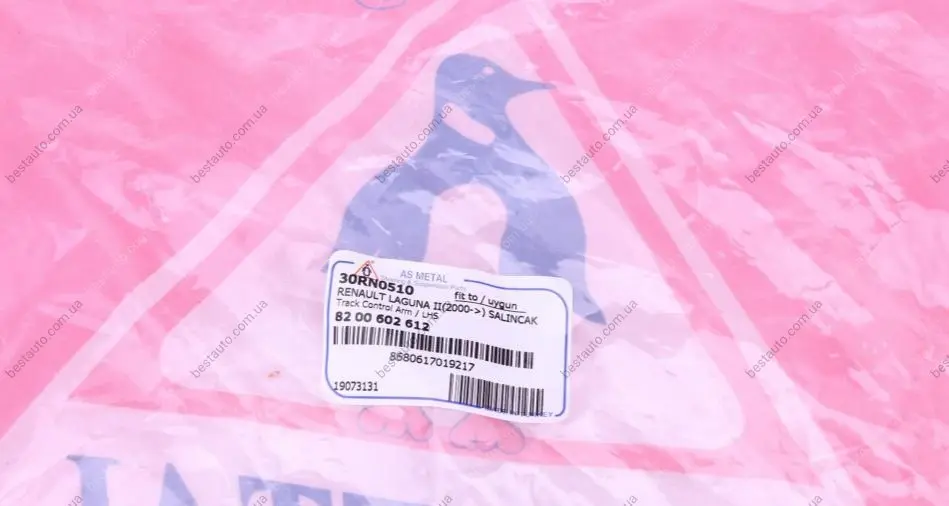 AS METAL
30RN0510
fit to / uygun
RENAULT LAGUNA II(2000->) SALINCAK
Track Control Arm / LHS
82 00 602 612
8680617019217
19073131
bestauto.com.ua